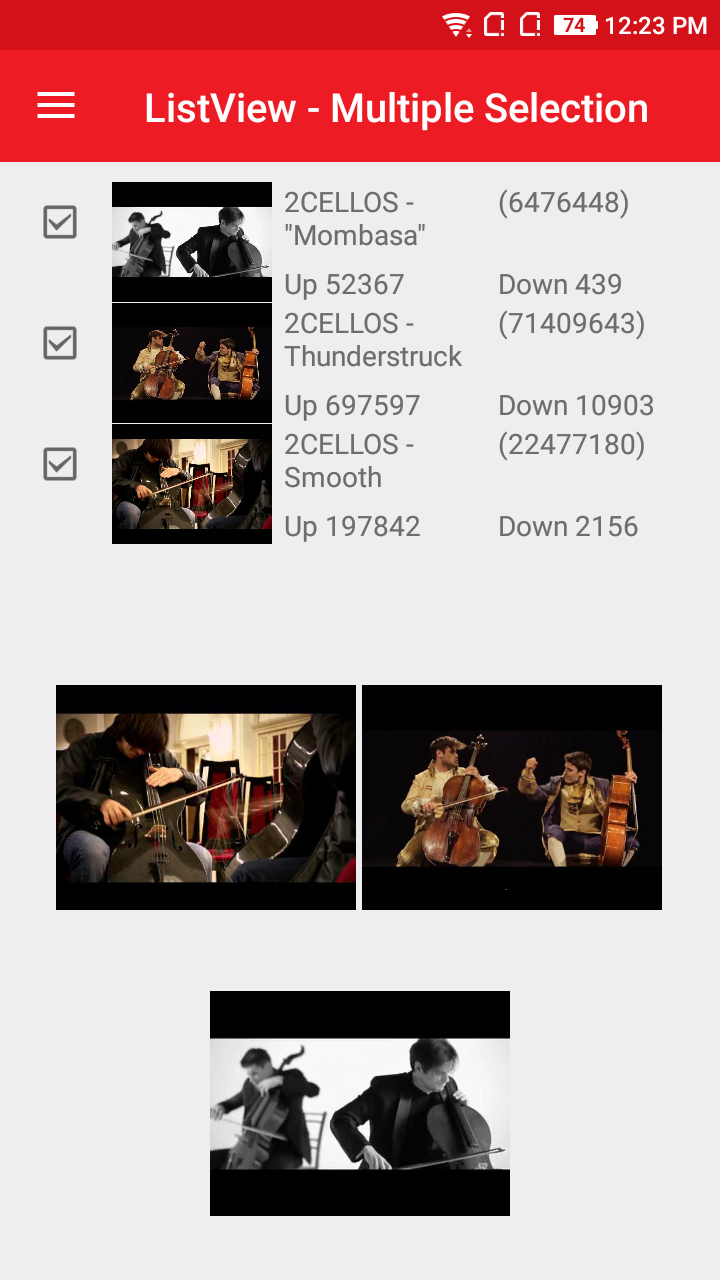 74 12:23 PM
ListView - Multiple Selection
2CELLOS - (6476448)
"Mombasa"
Up 52367 Down 439
2CELLOS - (71409643)
Thunderstruck
Up 697597 Down 10903
2CELLOS - (22477180)
Smooth
Up 197842 Down 2156